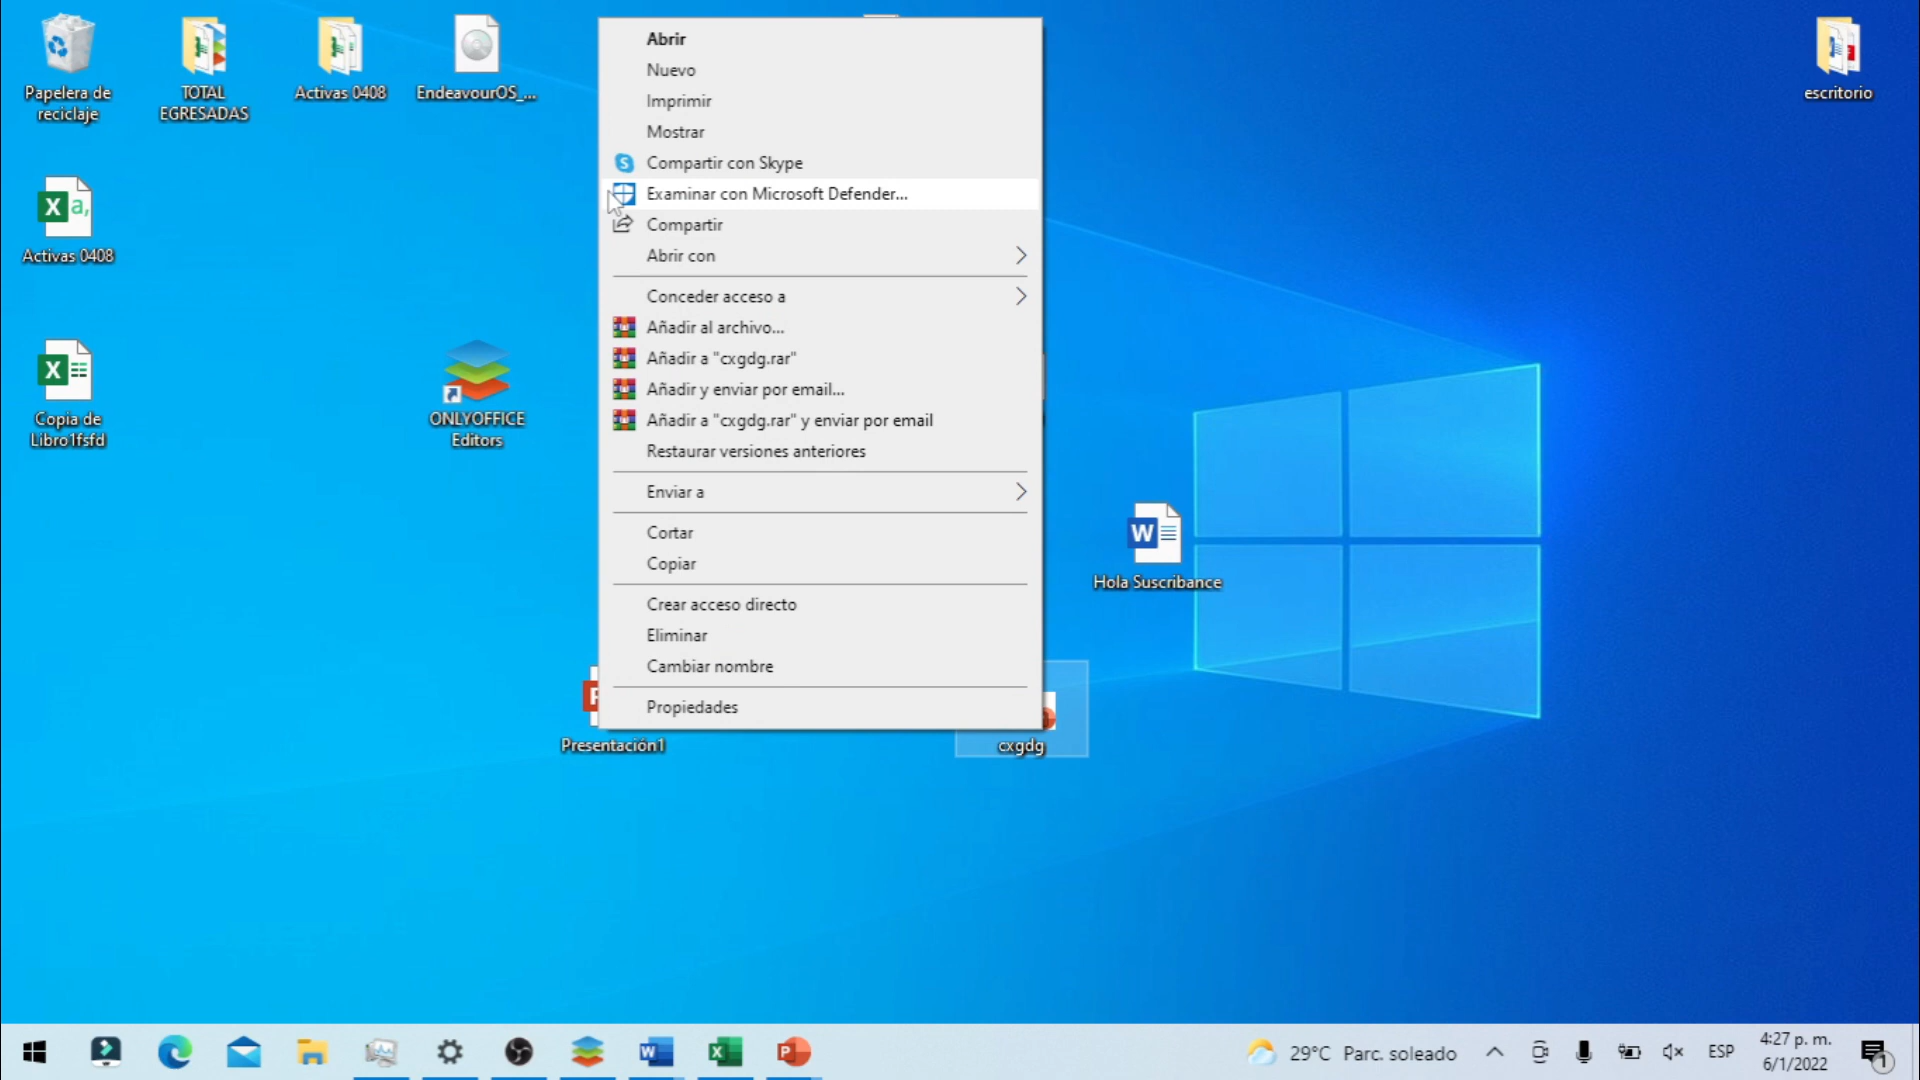 Papelera de
reciclaje
TOTAL
EGRESADAS
Activas 0408
EndeavourOS_...
escritorio
Activas 0408
Copia de
Libro1fsfd
ONLYOFFICE
Editors
Abrir
Nuevo
Imprimir
Mostrar
Compartir con Skype
Examinar con Microsoft Defender...
Compartir
Abrir con
Conceder acceso a
Añadir al archivo...
Añadir a "cxgdg.rar"
Añadir y enviar por email...
Añadir a "cxgdg.rar" y enviar por email
Restaurar versiones anteriores
Enviar a
Cortar
Copiar
Crear acceso directo
Eliminar
Cambiar nombre
Propiedades
Hola Suscribance
Presentación1
cxgdg
29°C Parc. soleado
ESP
4:27 p. m.
6/1/2022
1